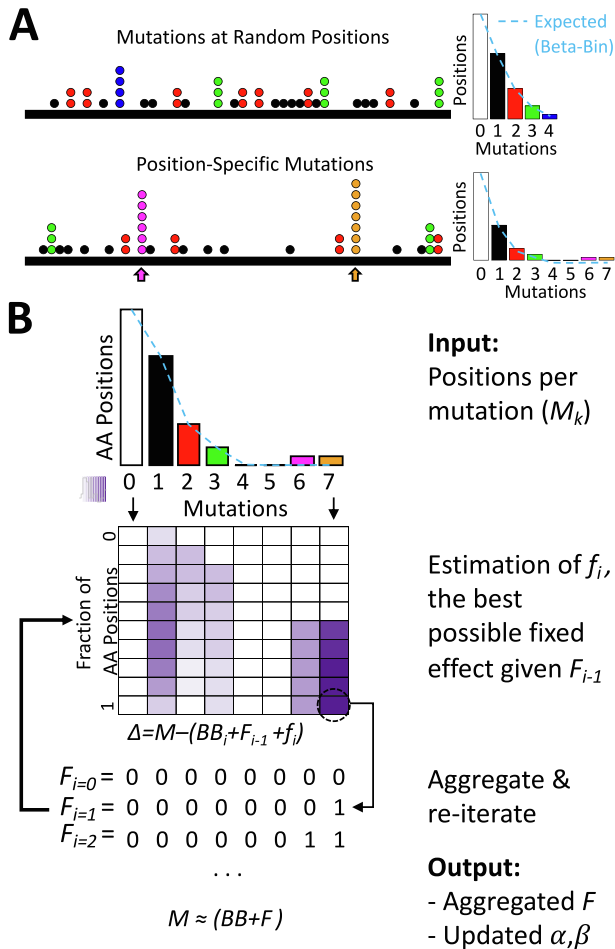 A
Mutations at Random Positions
Positions
Expected
(Beta-Bin)
0 1 2 3 4
Mutations
Position-Specific Mutations
Positions
0 1 2 3 4 5 6 7
Mutations
B
AA Positions
0 1 2 3 4 5 6 7
Mutations
Input:
Positions per
mutation (Mk)
0
Fraction of
AA Positions
1
Estimation of fi,
the best
possible fixed
effect given Fi-1
Δ=M−(BBi+Fi-1+fi)
Fi=0= 0 0 0 0 0 0 0 0
Fi=1= 0 0 0 0 0 0 0 1
Fi=2= 0 0 0 0 0 0 1 1
. . .
M ≈ (BB+F)
Aggregate &
re-iterate
Output:
- Aggregated F
- Updated α,β